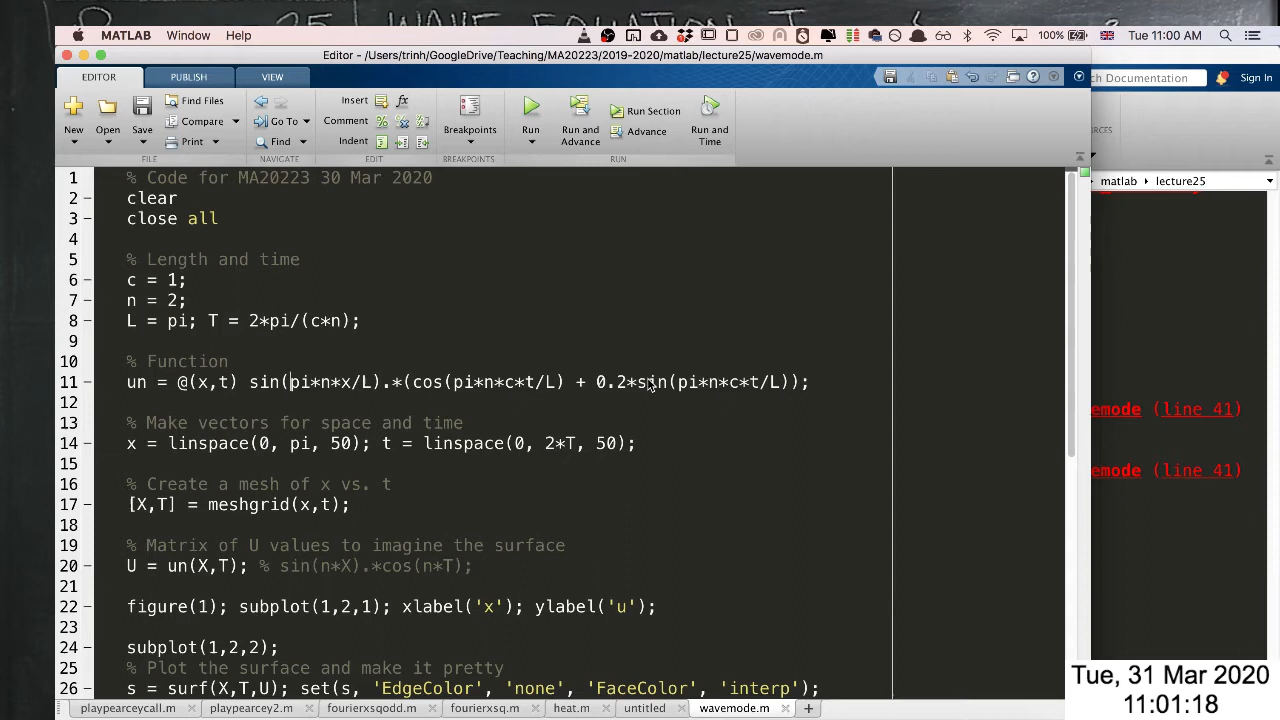 25 | WAVE EQUATION I
MATLAB Window Help 100% Tue 11:00 AM
Editor - /Users/trinh/GoogleDrive/Teaching/MA20223/2019-2020/matlab/lecture25/wavemode.m
EDITOR PUBLISH VIEW
ch Documentation Sign In
New Open Save Find Files Compare Print
Go To Find
Insert fx Comment Indent
Breakpoints
Run Run and Advance Run Section Advance Run and Time
FILE NAVIGATE EDIT BREAKPOINTS RUN
matlab lecture25
1 % Code for MA20223 30 Mar 2020
2 clear
3 close all
4
5 % Length and time
6 c = 1;
7 n = 2;
8 L = pi; T = 2*pi/(c*n);
9
10 % Function
11 un = @(x,t) sin(pi*n*x/L).*(cos(pi*n*c*t/L) + 0.2*sin(pi*n*c*t/L));
12
13 % Make vectors for space and time
14 x = linspace(0, pi, 50); t = linspace(0, 2*T, 50);
15
16 % Create a mesh of x vs. t
17 [X,T] = meshgrid(x,t);
18
19 % Matrix of U values to imagine the surface
20 U = un(X,T); % sin(n*X).*cos(n*T);
21
22 figure(1); subplot(1,2,1); xlabel('x'); ylabel('u');
23
24 subplot(1,2,2);
25 % Plot the surface and make it pretty
26 s = surf(X,T,U); set(s, 'EdgeColor', 'none', 'FaceColor', 'interp');
emode (line 41)
emode (line 41)
playpearceycall.m playpearcey2.m fourierxsqodd.m fourierxsq.m heat.m untitled wavemode.m
Tue, 31 Mar 2020
11:01:18